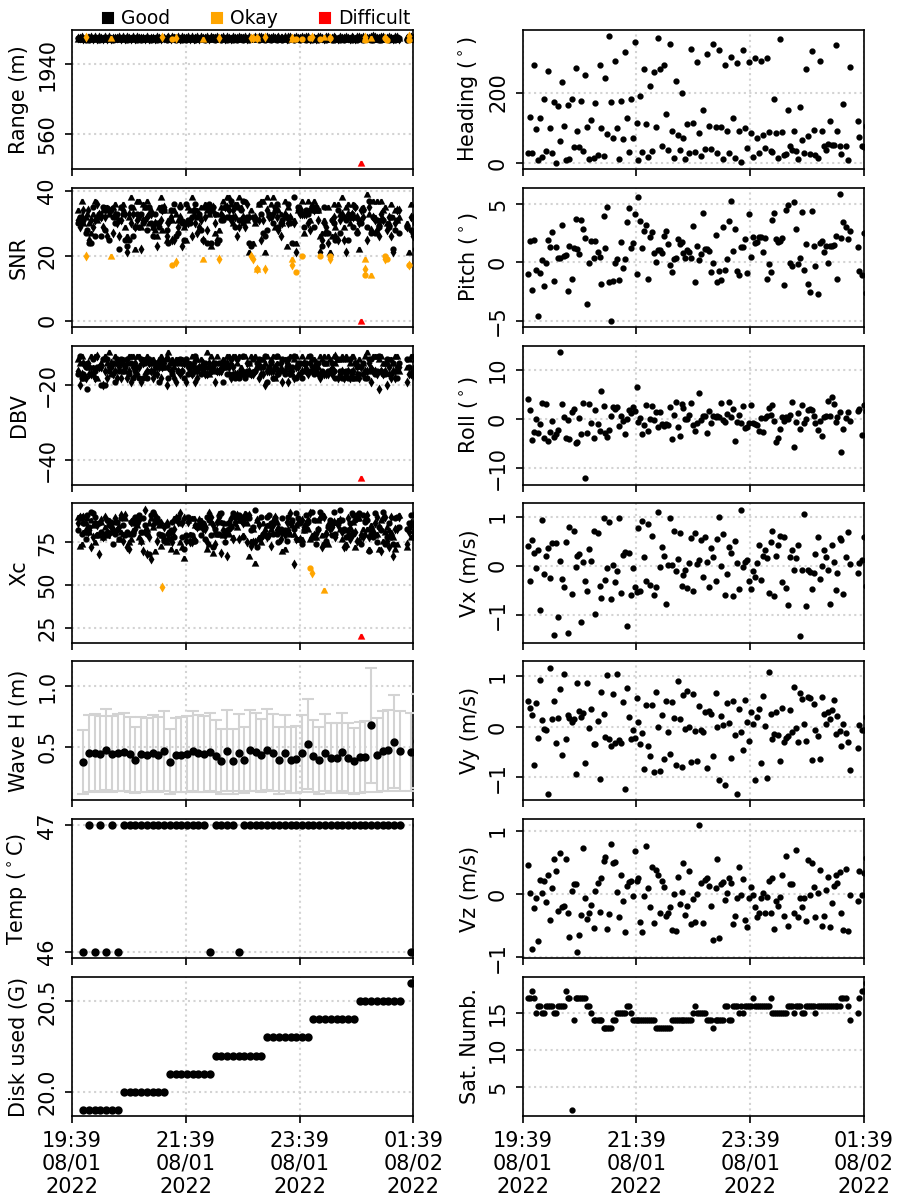 Good Okay Difficult
Range (m)
1940
560
Heading (°)
200
0
SNR
40
20
0
Pitch (°)
5
0
−5
DBV
−20
−40
Roll (°)
10
0
−10
Xc
75
50
25
Vx (m/s)
1
0
−1
Wave H (m)
1.0
0.5
Vy (m/s)
1
0
−1
Temp (°C)
47
46
Vz (m/s)
1
0
−1
Disk used (G)
20.5
20.0
Sat. Numb.
15
10
5
19:39 21:39 23:39 01:39
08/01 08/01 08/01 08/02
2022 2022 2022 2022
19:39 21:39 23:39 01:39
08/01 08/01 08/01 08/02
2022 2022 2022 2022